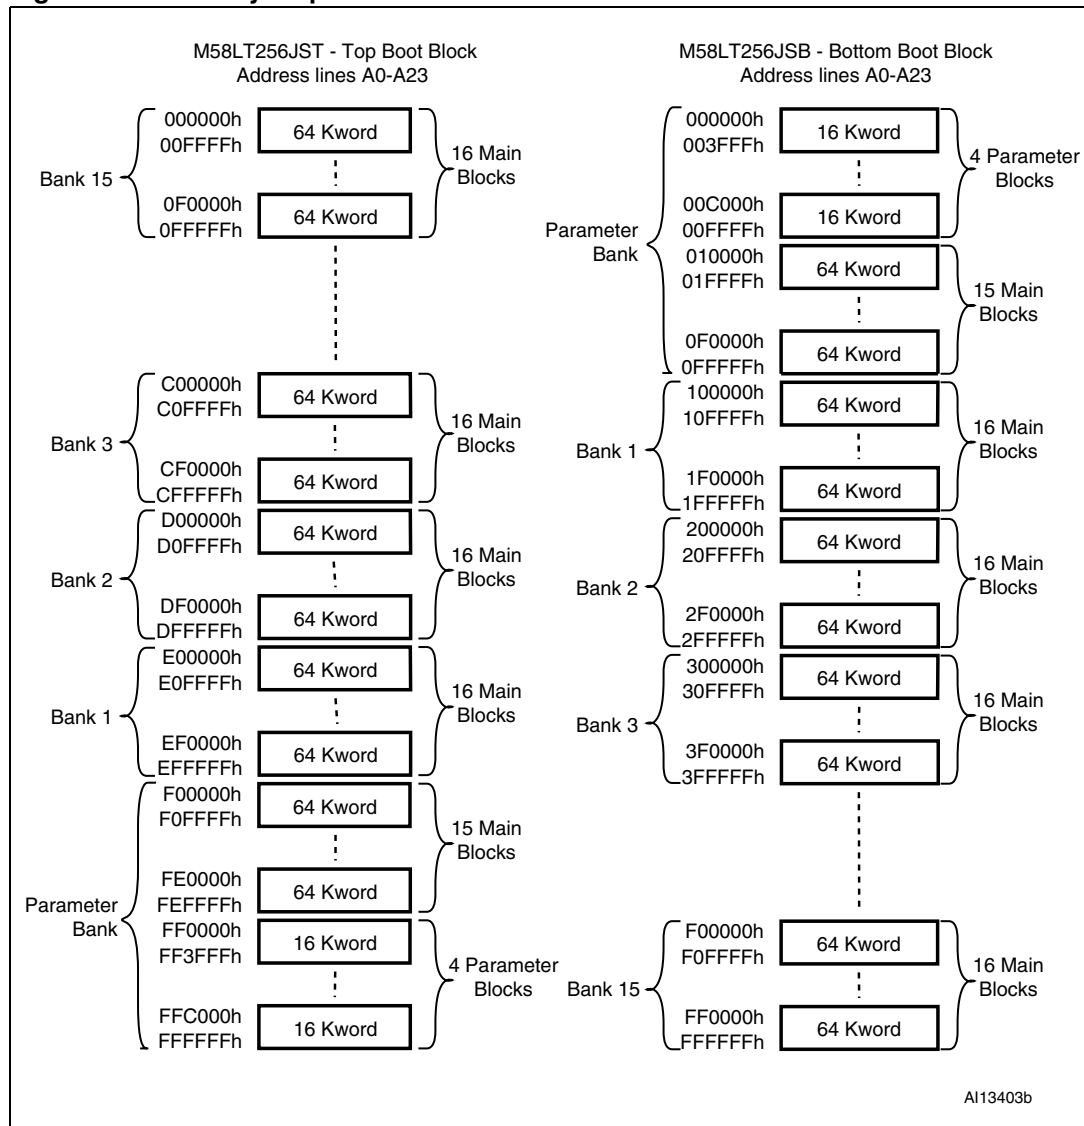 M58LT256JST - Top Boot Block
Address lines A0-A23
Bank 15
000000h
00FFFFh
64 Kword
0F0000h
0FFFFFh
64 Kword
16 Main
Blocks
Bank 3
C00000h
C0FFFFh
64 Kword
CF0000h
CFFFFFh
64 Kword
16 Main
Blocks
Bank 2
D00000h
D0FFFFh
64 Kword
DF0000h
DFFFFFh
64 Kword
16 Main
Blocks
Bank 1
E00000h
E0FFFFh
64 Kword
EF0000h
EFFFFFh
64 Kword
16 Main
Blocks
Parameter
Bank
F00000h
F0FFFFh
64 Kword
FE0000h
FEFFFFh
64 Kword
15 Main
Blocks
FF0000h
FF3FFFh
16 Kword
FFC000h
FFFFFFh
16 Kword
4 Parameter
Blocks
M58LT256JSB - Bottom Boot Block
Address lines A0-A23
Parameter
Bank
000000h
003FFFh
16 Kword
00C000h
00FFFFh
16 Kword
4 Parameter
Blocks
010000h
01FFFFh
64 Kword
0F0000h
0FFFFFh
64 Kword
15 Main
Blocks
Bank 1
100000h
10FFFFh
64 Kword
1F0000h
1FFFFFh
64 Kword
16 Main
Blocks
Bank 2
200000h
20FFFFh
64 Kword
2F0000h
2FFFFFh
64 Kword
16 Main
Blocks
Bank 3
300000h
30FFFFh
64 Kword
3F0000h
3FFFFFh
64 Kword
16 Main
Blocks
Bank 15
F00000h
F0FFFFh
64 Kword
FF0000h
FFFFFFh
64 Kword
16 Main
Blocks
AI13403b